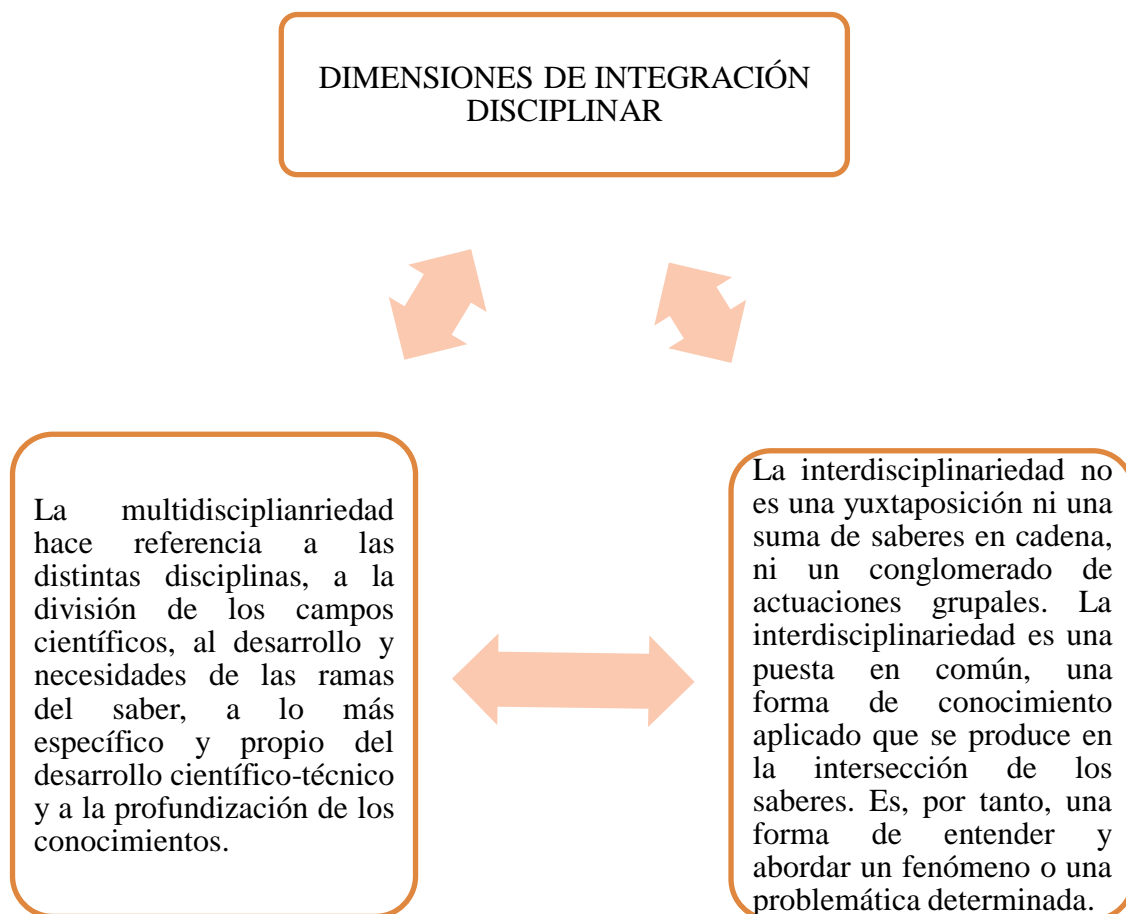 DIMENSIONES DE INTEGRACIÓN
DISCIPLINAR
La multidisciplianriedad
hace referencia a las
distintas disciplinas, a la
división de los campos
científicos, al desarrollo y
necesidades de las ramas
del saber, a lo más
específico y propio del
desarrollo científico-técnico
y a la profundización de los
conocimientos.
La interdisciplinariedad no
es una yuxtaposición ni una
suma de saberes en cadena,
ni un conglomerado de
actuaciones grupales. La
interdisciplinariedad es una
puesta en común, una
forma de conocimiento
aplicado que se produce en
la intersección de los
saberes. Es, por tanto, una
forma de entender y
abordar un fenómeno o una
problemática determinada.